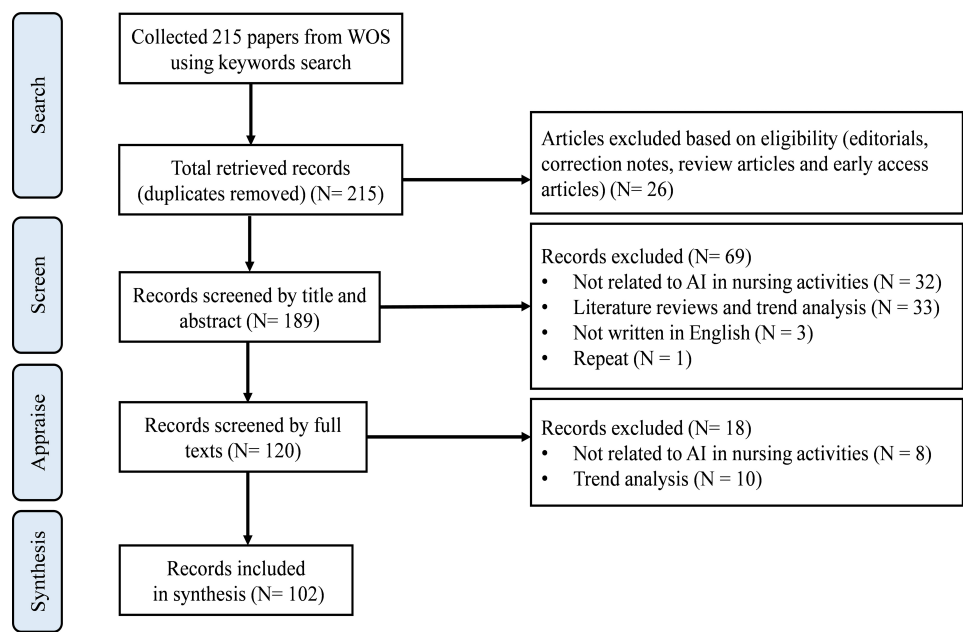 Search
Collected 215 papers from WOS
using keywords search
Total retrieved records
(duplicates removed) (N= 215)
Articles excluded based on eligibility (editorials,
correction notes, review articles and early access
articles) (N= 26)
Screen
Records screened by title and
abstract (N= 189)
Records excluded (N= 69)
• Not related to AI in nursing activities (N = 32)
• Literature reviews and trend analysis (N = 33)
• Not written in English (N = 3)
• Repeat (N = 1)
Appraise
Records screened by full
texts (N= 120)
Records excluded (N= 18)
• Not related to AI in nursing activities (N = 8)
• Trend analysis (N = 10)
Synthesis
Records included
in synthesis (N= 102)